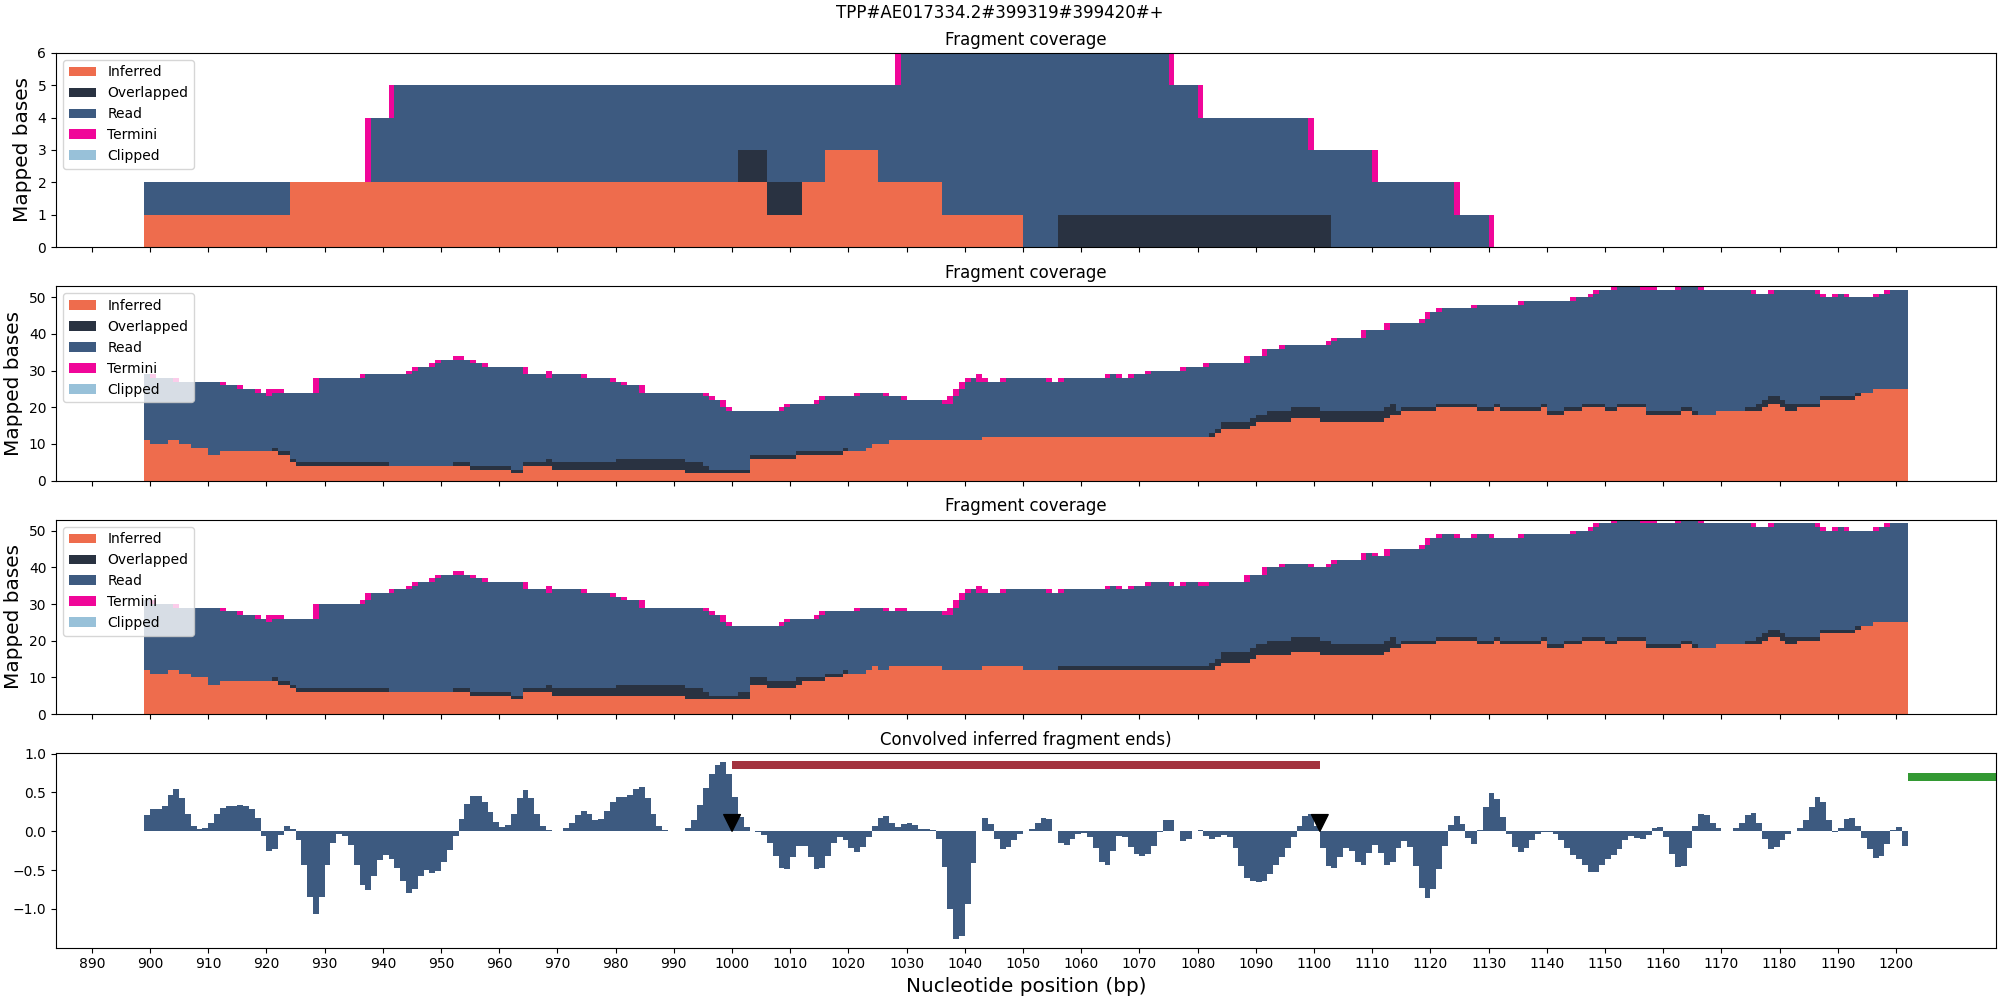 TPP#AE017334.2#399319#399420#+
Fragment coverage
Mapped bases
6
5
4
3
2
1
0
Inferred
Overlapped
Read
Termini
Clipped
Fragment coverage
Mapped bases
50
40
30
20
10
0
Inferred
Overlapped
Read
Termini
Clipped
Fragment coverage
Mapped bases
50
40
30
20
10
0
Inferred
Overlapped
Read
Termini
Clipped
Convolved inferred fragment ends)
1.0
0.5
0.0
−0.5
−1.0
890 900 910 920 930 940 950 960 970 980 990 1000 1010 1020 1030 1040 1050 1060 1070 1080 1090 1100 1110 1120 1130 1140 1150 1160 1170 1180 1190 1200
Nucleotide position (bp)